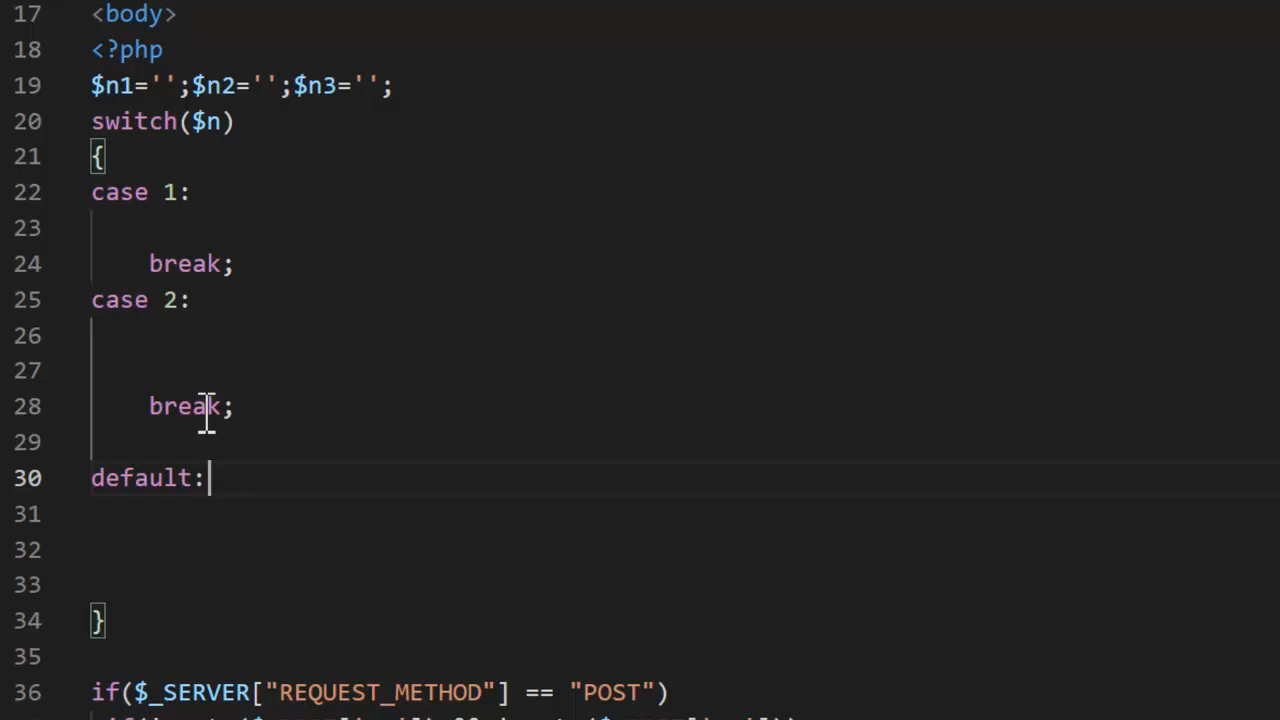 17 <body>
18 <?php
19 $n1='';$n2='';$n3='';
20 switch($n)
21 {
22 case 1:
23
24 break;
25 case 2:
26
27
28 break;
29
30 default:
31
32
33
34 }
35
36 if($_SERVER["REQUEST_METHOD"] == "POST")